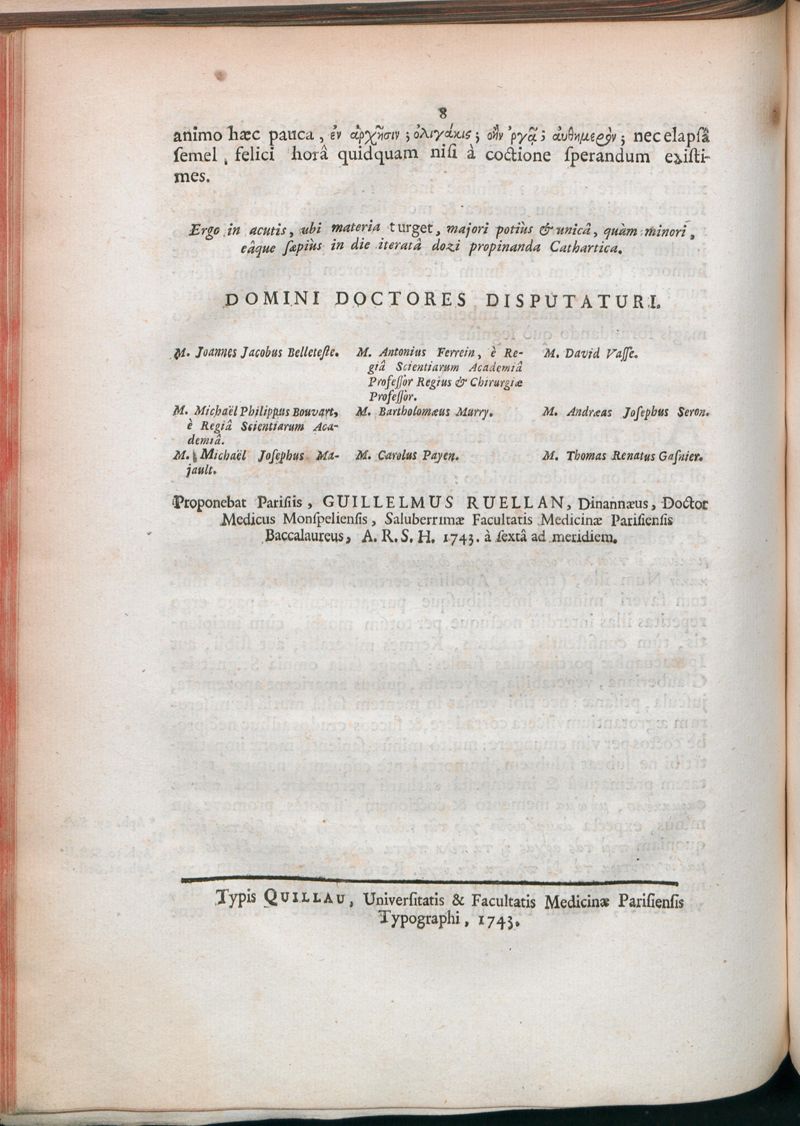 8
animo hæc pauca, ἐν ἀρχῆσιν; ὀλιγάκις; ἢν ὀργᾷ; αὐθημερὸν; nec elapsâ
semel, felici horâ quidquam nisi à coctione sperandum existi-
mes.
Ergo in acutis, ubi materia turget, majori potiùs & unicâ, quàm minori,
eâque sæpiùs in die iteratâ dozi propinanda Cathartica.
DOMINI DOCTORES DISPUTATURI.
M. Joannes Jacobus Belleteste. M. Antonius Ferrein, è Re- M. David Vasse.
giâ Scientiarum Academiâ
Professor Regius & Chirurgiæ
Professor.
M. Michaël Philippus Bouvart, M. Bartholomæus Murry. M. Andræas Josephus Seron.
è Regiâ Scientiarum Aca-
demiâ.
M. Michaël Josephus Ma- M. Carolus Payen. M. Thomas Renatus Gasnier.
jault.
Proponebat Parisiis, GUILLELMUS RUELLAN, Dinannæus, Doctor
Medicus Monspeliensis, Saluberrimæ Facultatis Medicinæ Parisiensis
Baccalaureus, A. R. S. H. 1743. à sextâ ad meridiem.
Typis QUILLAU, Universitatis & Facultatis Medicinæ Parisiensis
Typographi, 1743.